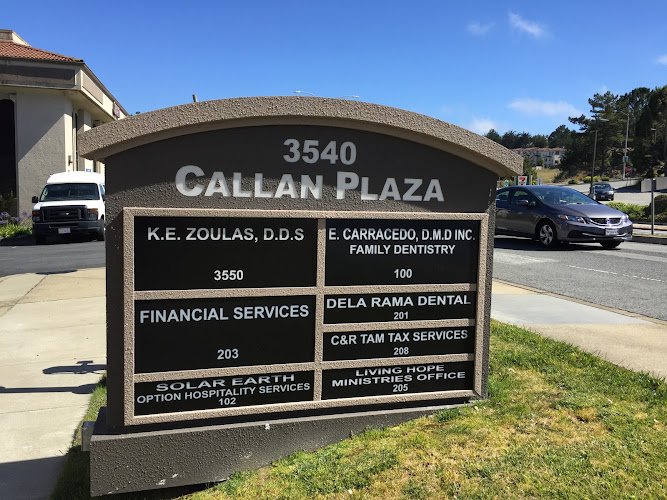 3540
CALLAN PLAZA
K.E. ZOULAS, D.D.S
3550
FINANCIAL SERVICES
203
SOLAR EARTH
OPTION HOSPITALITY SERVICES
102
E. CARRACEDO, D.M.D INC.
FAMILY DENTISTRY
100
DELA RAMA DENTAL
201
C&R TAM TAX SERVICES
208
LIVING HOPE
MINISTRIES OFFICE
205